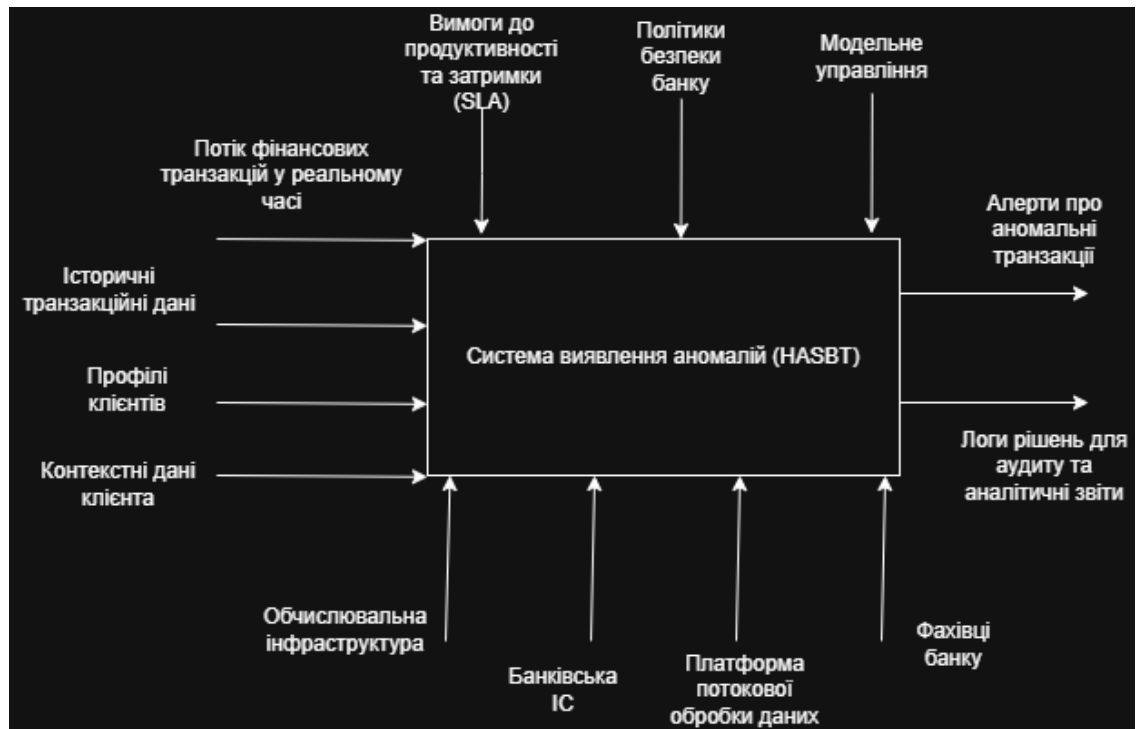 Вимоги до
продуктивності
та затримки
(SLA)
Політики
безпеки
банку
Модельне
управління
Потік фінансових
транзакцій у реальному
часі
Історичні
транзакційні дані
Профілі
клієнтів
Контекстні дані
клієнта
Система виявлення аномалій (HASBT)
Алерти про
аномальні
транзакції
Логи рішень для
аудиту та
аналітичні звіти
Обчислювальна
інфраструктура
Банківська
ІС
Платформа
потокової
обробки даних
Фахівці
банку